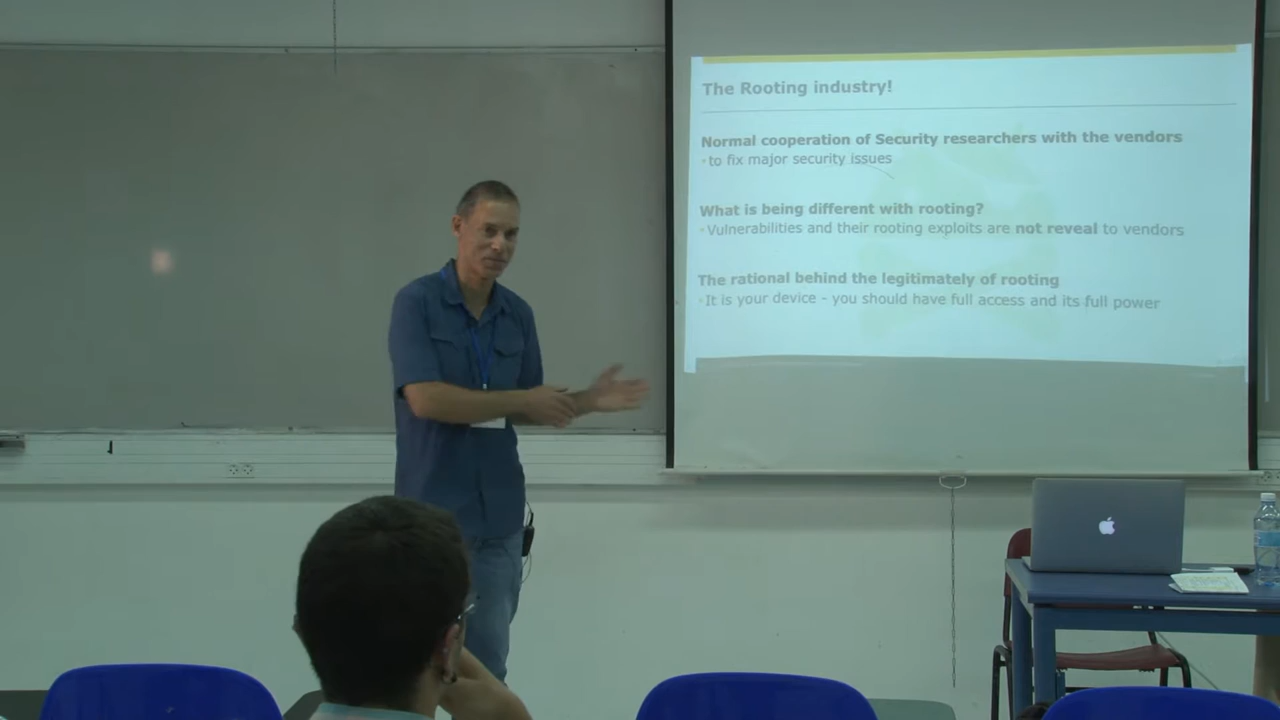 The Rooting industry!
Normal cooperation of Security researchers with the vendors
•to fix major security issues
What is being different with rooting?
•Vulnerabilities and their rooting exploits are not reveal to vendors
The rational behind the legitimately of rooting
•It is your device - you should have full access and its full power